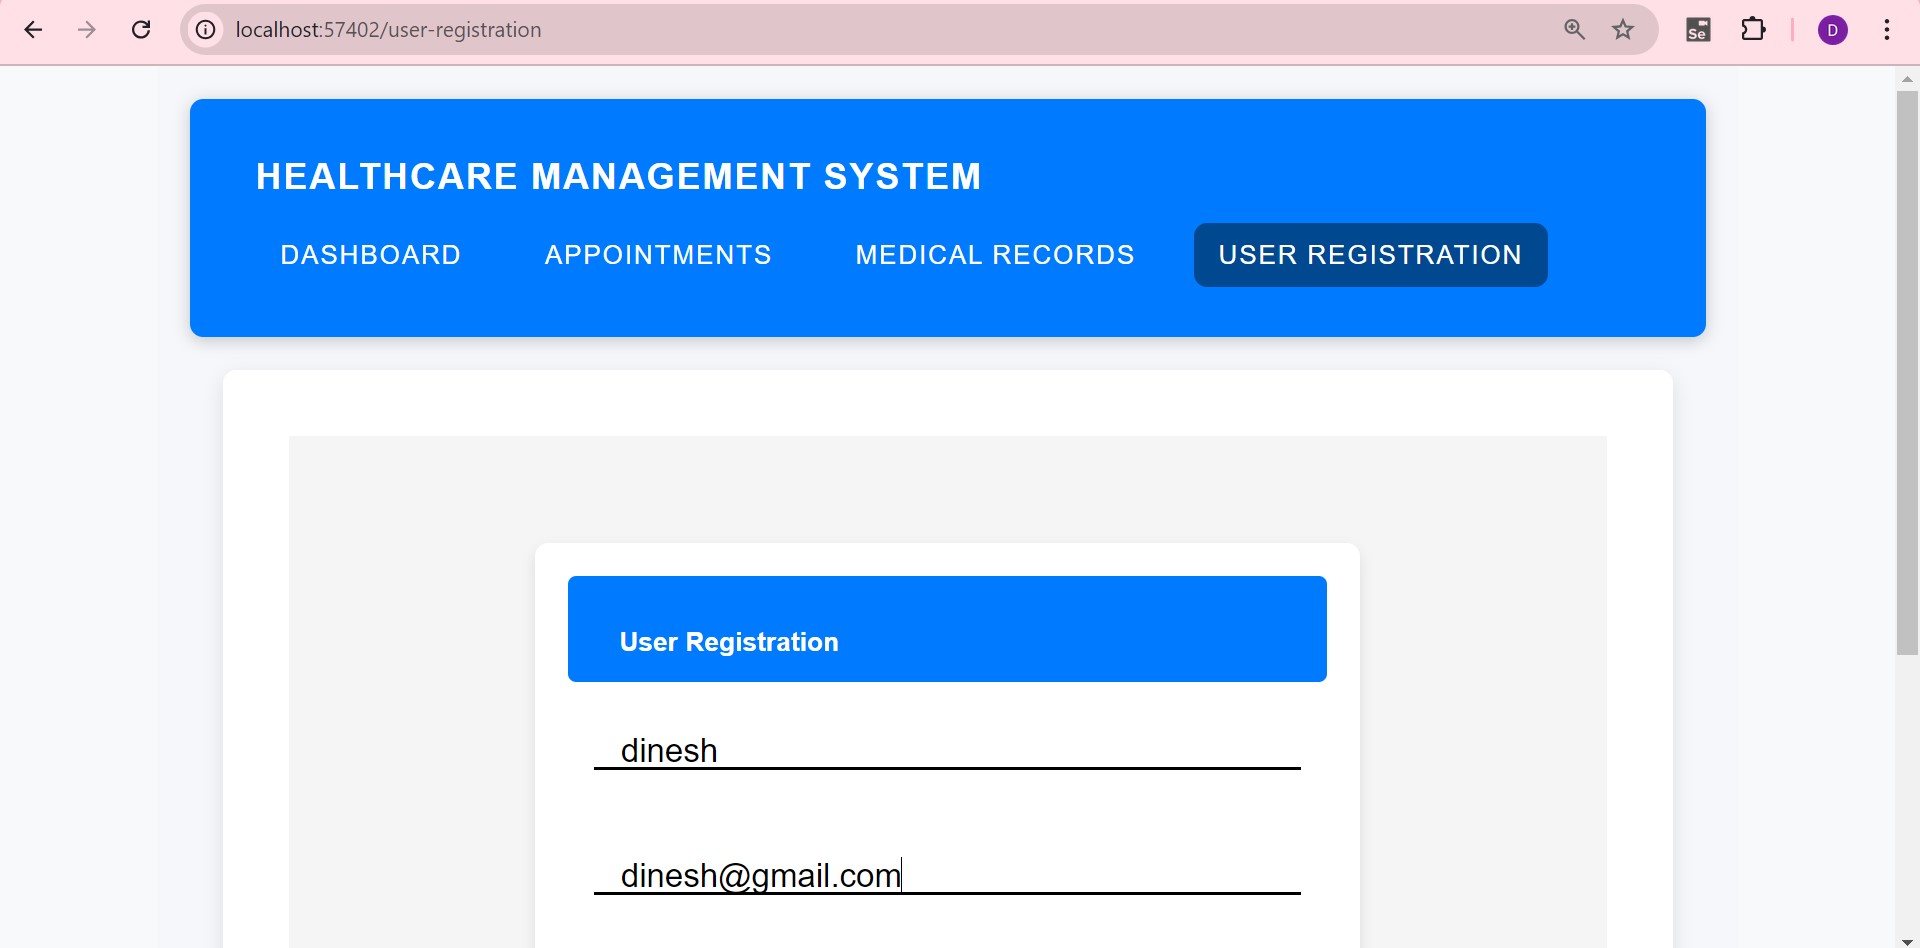 localhost:57402/user-registration
Se
D
HEALTHCARE MANAGEMENT SYSTEM
DASHBOARD APPOINTMENTS MEDICAL RECORDS USER REGISTRATION
User Registration
dinesh
dinesh@gmail.com